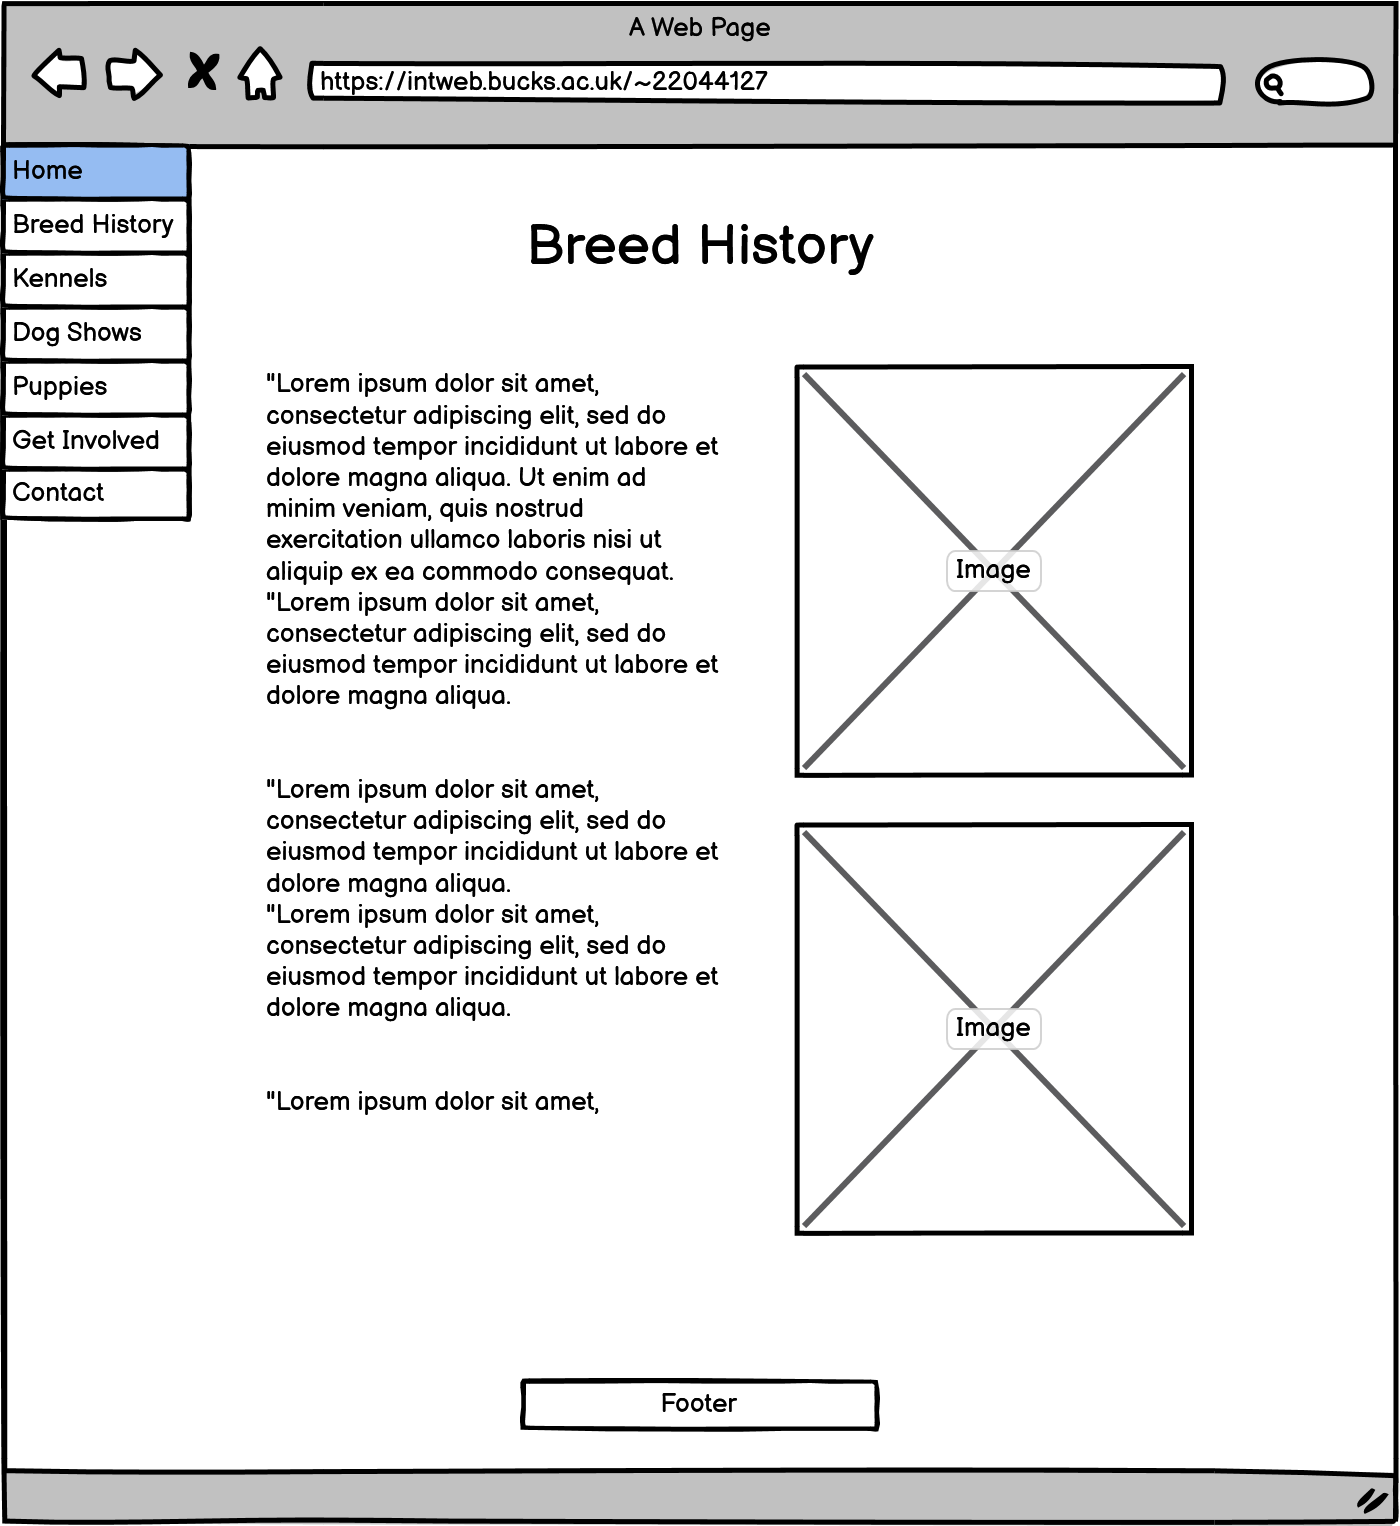 A Web Page
https://intweb.bucks.ac.uk/~22044127
Home
Breed History
Kennels
Dog Shows
Puppies
Get Involved
Contact
Breed History
"Lorem ipsum dolor sit amet,
consectetur adipiscing elit, sed do
eiusmod tempor incididunt ut labore et
dolore magna aliqua. Ut enim ad
minim veniam, quis nostrud
exercitation ullamco laboris nisi ut
aliquip ex ea commodo consequat.
"Lorem ipsum dolor sit amet,
consectetur adipiscing elit, sed do
eiusmod tempor incididunt ut labore et
dolore magna aliqua.
"Lorem ipsum dolor sit amet,
consectetur adipiscing elit, sed do
eiusmod tempor incididunt ut labore et
dolore magna aliqua.
"Lorem ipsum dolor sit amet,
consectetur adipiscing elit, sed do
eiusmod tempor incididunt ut labore et
dolore magna aliqua.
"Lorem ipsum dolor sit amet,
Image
Image
Footer